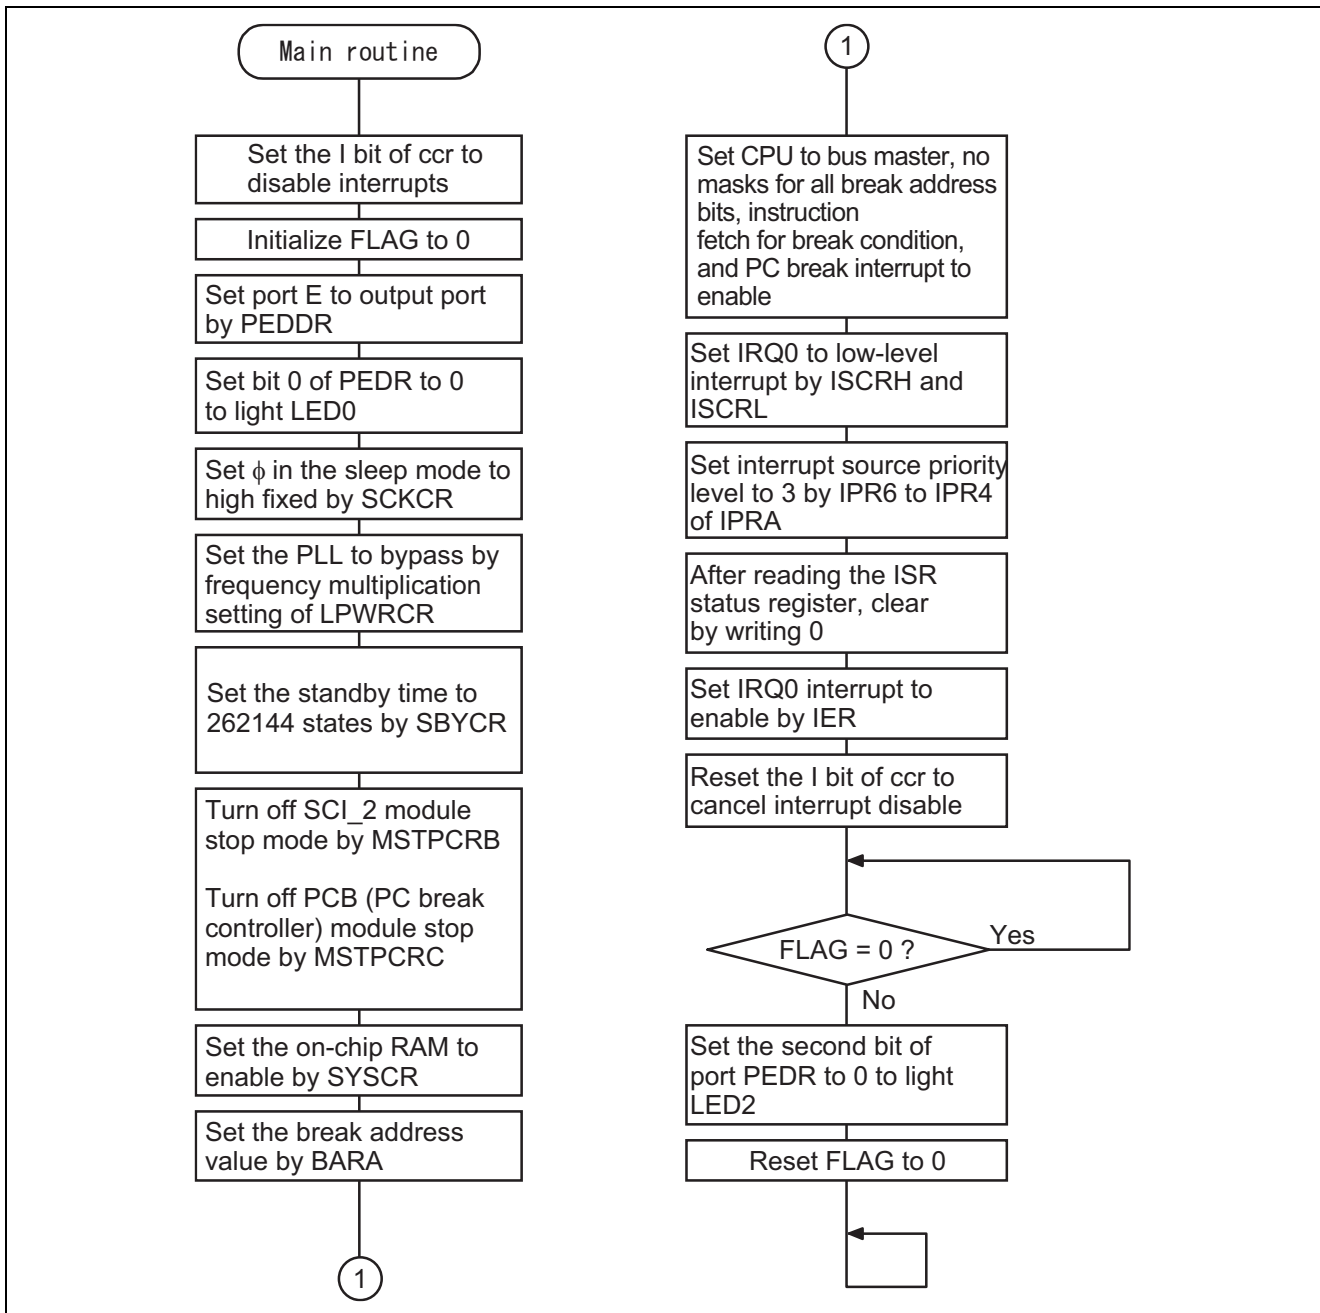 Main routine
Set the I bit of ccr to
disable interrupts
Initialize FLAG to 0
Set port E to output port
by PEDDR
Set bit 0 of PEDR to 0
to light LED0
Set ϕ in the sleep mode to
high fixed by SCKCR
Set the PLL to bypass by
frequency multiplication
setting of LPWRCR
Set the standby time to
262144 states by SBYCR
Turn off SCI_2 module
stop mode by MSTPCRB
Turn off PCB (PC break
controller) module stop
mode by MSTPCRC
Set the on-chip RAM to
enable by SYSCR
Set the break address
value by BARA
1
1
Set CPU to bus master, no
masks for all break address
bits, instruction
fetch for break condition,
and PC break interrupt to
enable
Set IRQ0 to low-level
interrupt by ISCRH and
ISCRL
Set interrupt source priority
level to 3 by IPR6 to IPR4
of IPRA
After reading the ISR
status register, clear
by writing 0
Set IRQ0 interrupt to
enable by IER
Reset the I bit of ccr to
cancel interrupt disable
FLAG = 0 ?
Yes
No
Set the second bit of
port PEDR to 0 to light
LED2
Reset FLAG to 0